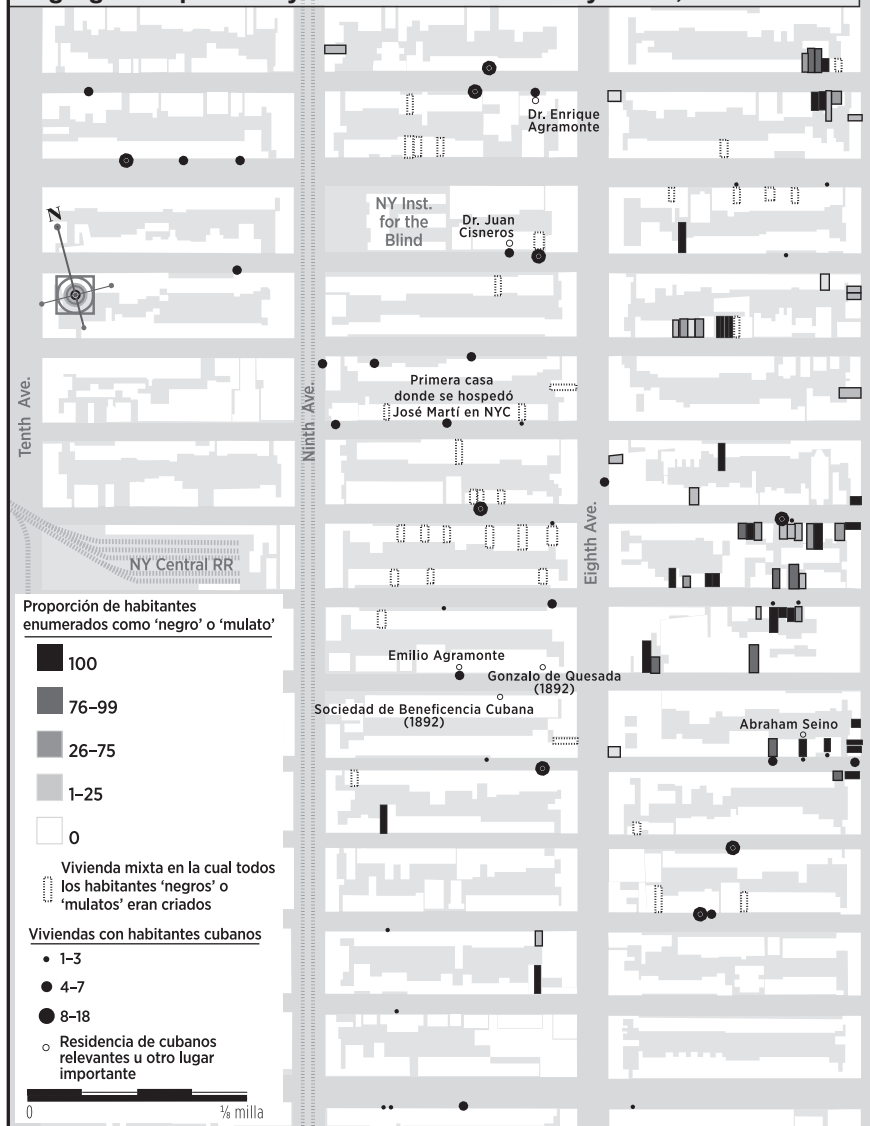 Dr. Enrique
Agramonte
N
NY Inst.
for the
Blind
Dr. Juan
Cisneros
Primera casa
donde se hospedó
José Martí en NYC
Tenth Ave.
Ninth Ave.
Eighth Ave.
NY Central RR
Emilio Agramonte
Gonzalo de Quesada
(1892)
Sociedad de Beneficencia Cubana
(1892)
Abraham Seino
Proporción de habitantes
enumerados como ‘negro’ o ‘mulato’
100
76–99
26–75
1–25
0
Vivienda mixta en la cual todos
los habitantes ‘negros’ o
‘mulatos’ eran criados
Viviendas con habitantes cubanos
1–3
4–7
8–18
Residencia de cubanos
relevantes u otro lugar
importante
0 ⅛ milla